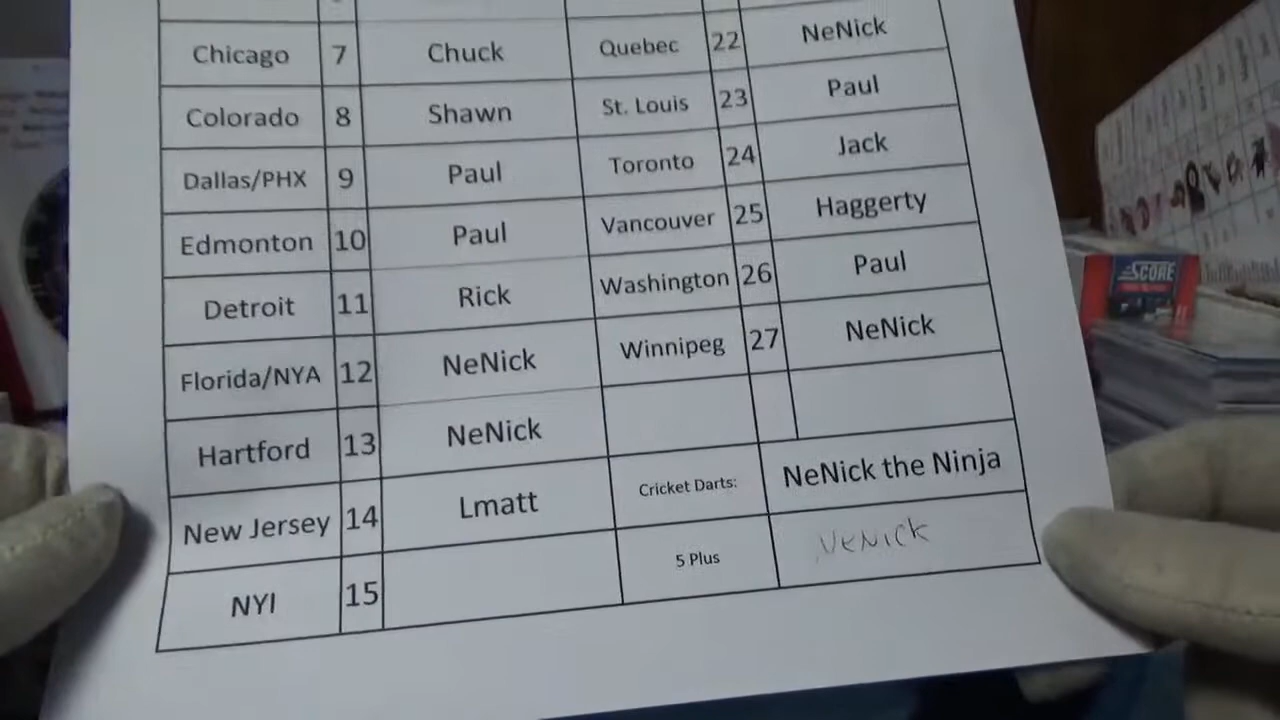 Chicago 7 Chuck Quebec 22 NeNick
Colorado 8 Shawn St. Louis 23 Paul
Dallas/PHX 9 Paul Toronto 24 Jack
Edmonton 10 Paul Vancouver 25 Haggerty
Detroit 11 Rick Washington 26 Paul
Florida/NYA 12 NeNick Winnipeg 27 NeNick
Hartford 13 NeNick
New Jersey 14 Lmatt Cricket Darts: NeNick the Ninja
NYI 15 5 Plus NeNick
SCORE